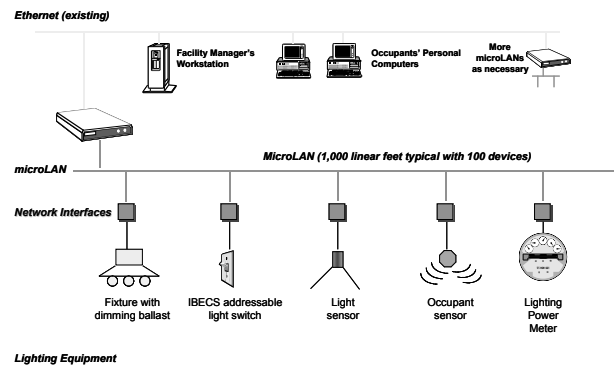 Ethernet (existing)
Facility Manager's
Workstation
Occupants' Personal
Computers
More
microLANs
as necessary
MicroLAN (1,000 linear feet typical with 100 devices)
microLAN
Network Interfaces
Fixture with
dimming ballast
IBECS addressable
light switch
Light
sensor
Occupant
sensor
Lighting
Power
Meter
Lighting Equipment